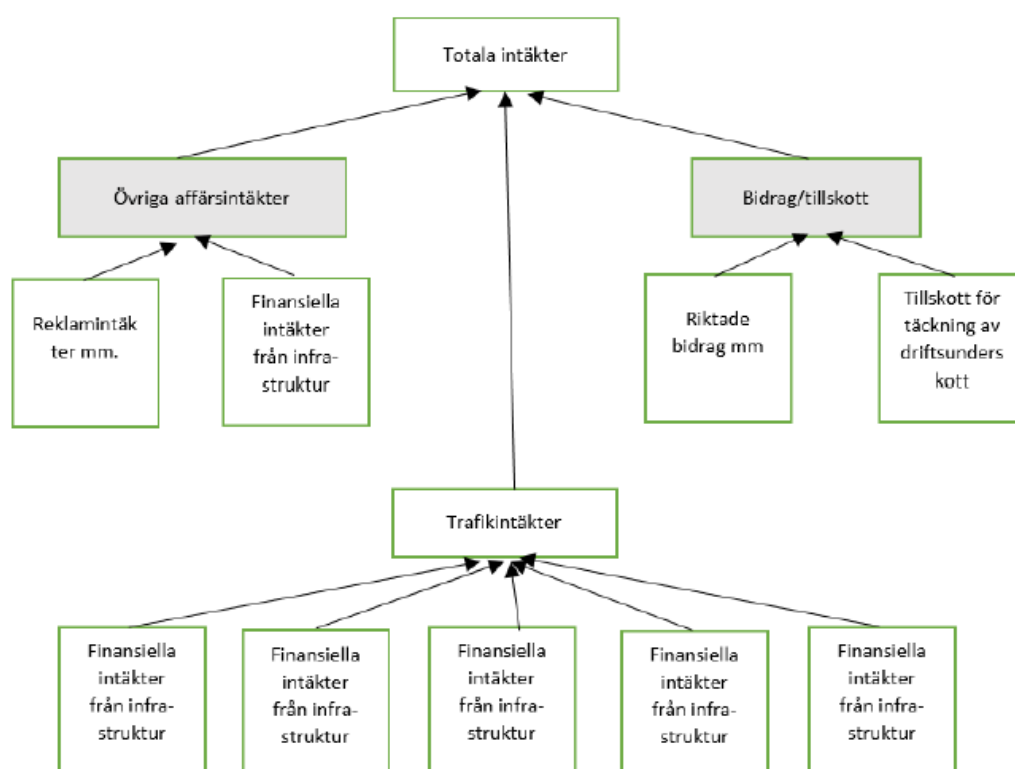 Totala intäkter
Övriga affärsintäkter
Bidrag/tillskott
Reklamintäk
ter mm.
Finansiella
intäkter
från infra-
struktur
Riktade
bidrag mm
Tillskott för
täckning av
driftsunders
kott
Trafikintäkter
Finansiella
intäkter
från infra-
struktur
Finansiella
intäkter
från infra-
struktur
Finansiella
intäkter
från infra-
struktur
Finansiella
intäkter
från infra-
struktur
Finansiella
intäkter
från infra-
struktur